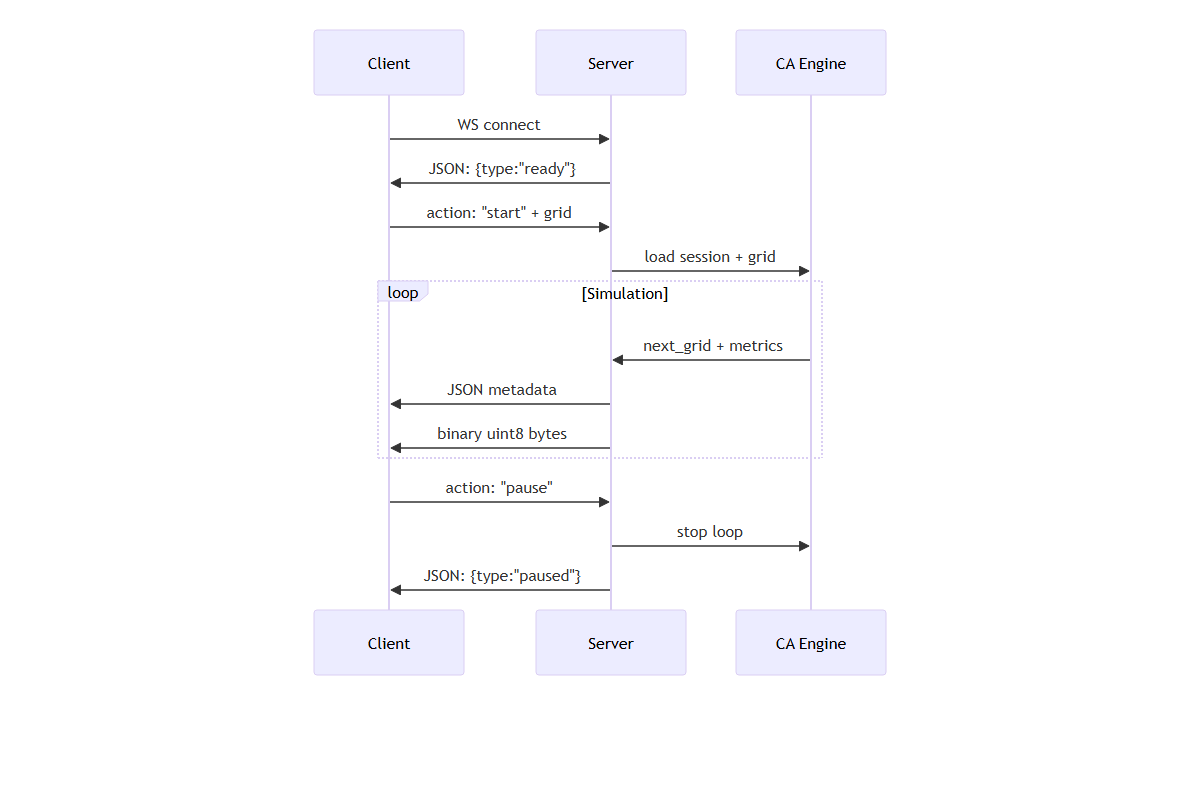 Client
Server
CA Engine
WS connect
JSON: {type:"ready"}
action: "start" + grid
load session + grid
loop
[Simulation]
next_grid + metrics
JSON metadata
binary uint8 bytes
action: "pause"
stop loop
JSON: {type:"paused"}
Client
Server
CA Engine